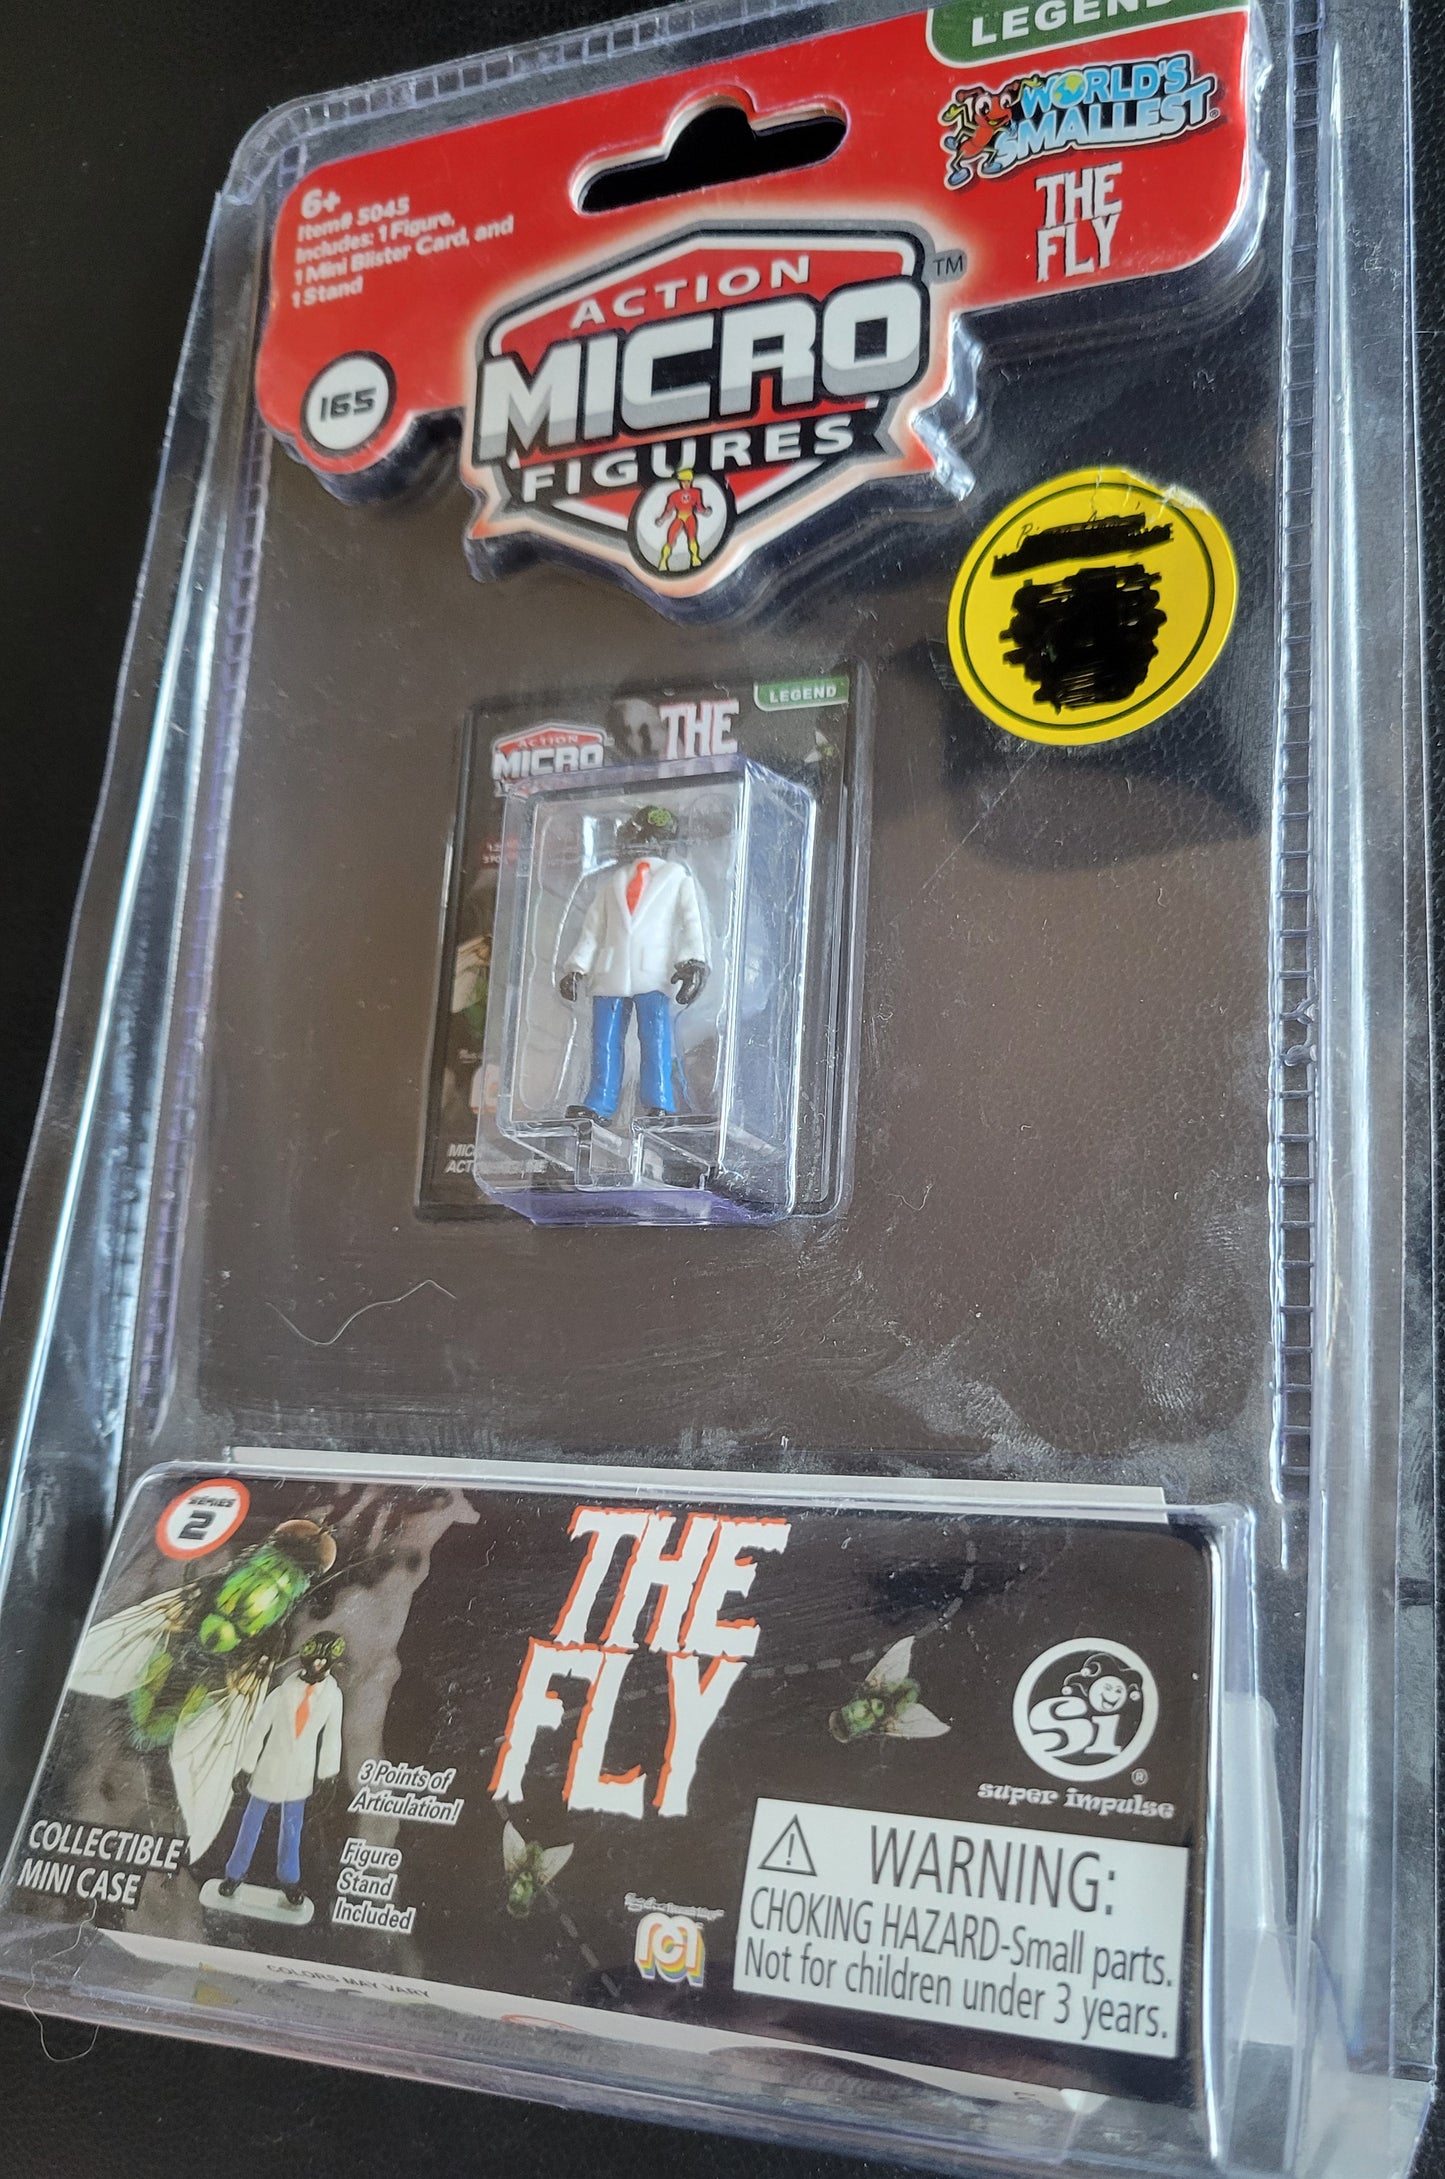 LEGEND
WORLD'S
SMALLEST
THE
FLY
6+
Item# 5045
Includes: 1 Figure,
1 Mini Blister Card, and
1 Stand
165
ACTION
MICRO
FIGURES
TM
LEGEND
ACTION
MICRO
THE
SERIES
2
THE
FLY
3 Points of
Articulation!
Figure
Stand
Included
COLLECTIBLE
MINI CASE
Si
®
super impulse
WARNING:
CHOKING HAZARD-Small parts.
Not for children under 3 years.
COLORS MAY VARY